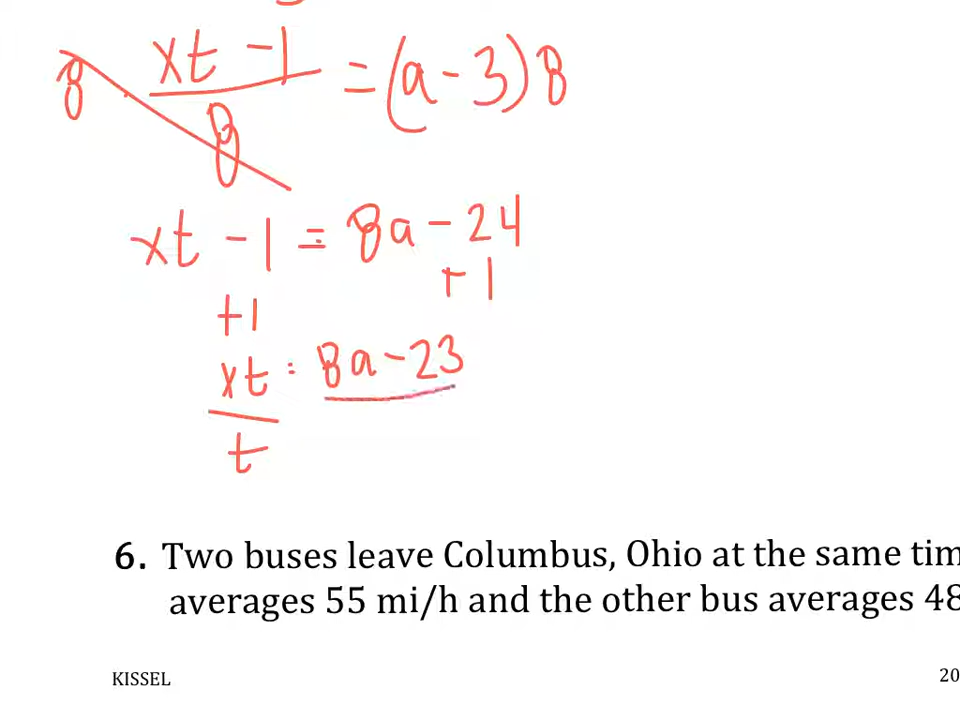 8 · xt - 1 / 8 = (a - 3) 8
xt - 1 = 8a - 24
+ 1
+1
xt = 8a - 23
t
6. Two buses leave Columbus, Ohio at the same tim
averages 55 mi/h and the other bus averages 48
KISSEL 20